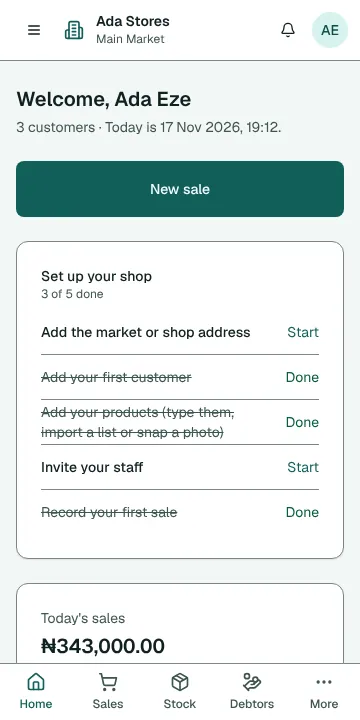 Ada Stores
Main Market
AE
Welcome, Ada Eze
3 customers · Today is 17 Nov 2026, 19:12.
New sale
Set up your shop
3 of 5 done
Add the market or shop address Start
Add your first customer Done
Add your products (type them,
import a list or snap a photo) Done
Invite your staff Start
Record your first sale Done
Today's sales
₦343,000.00
Home Sales Stock Debtors More